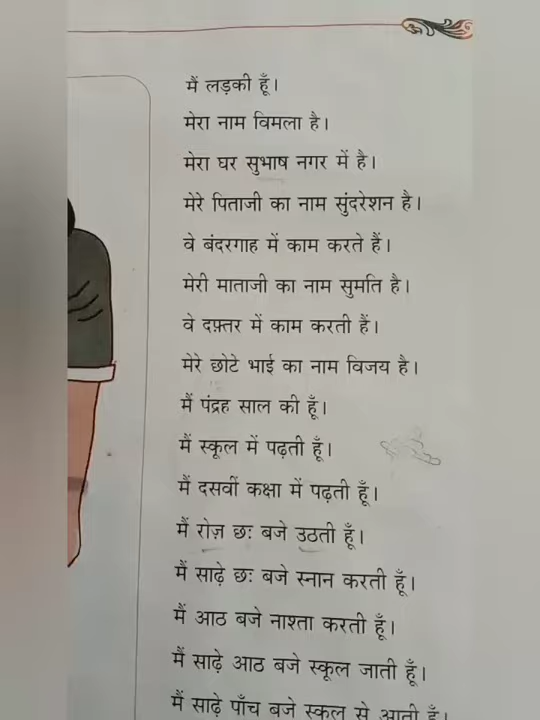 मैं लड़की हूँ।
मेरा नाम विमला है।
मेरा घर सुभाष नगर में है।
मेरे पिताजी का नाम सुंदरेशन है।
वे बंदरगाह में काम करते हैं।
मेरी माताजी का नाम सुमति है।
वे दफ़्तर में काम करती हैं।
मेरे छोटे भाई का नाम विजय है।
मैं पंद्रह साल की हूँ।
मैं स्कूल में पढ़ती हूँ।
मैं दसवीं कक्षा में पढ़ती हूँ।
मैं रोज़ छः बजे उठती हूँ।
मैं साढ़े छः बजे स्नान करती हूँ।
मैं आठ बजे नाश्ता करती हूँ।
मैं साढ़े आठ बजे स्कूल जाती हूँ।
मैं साढ़े पाँच बजे स्कूल से आती हूँ।